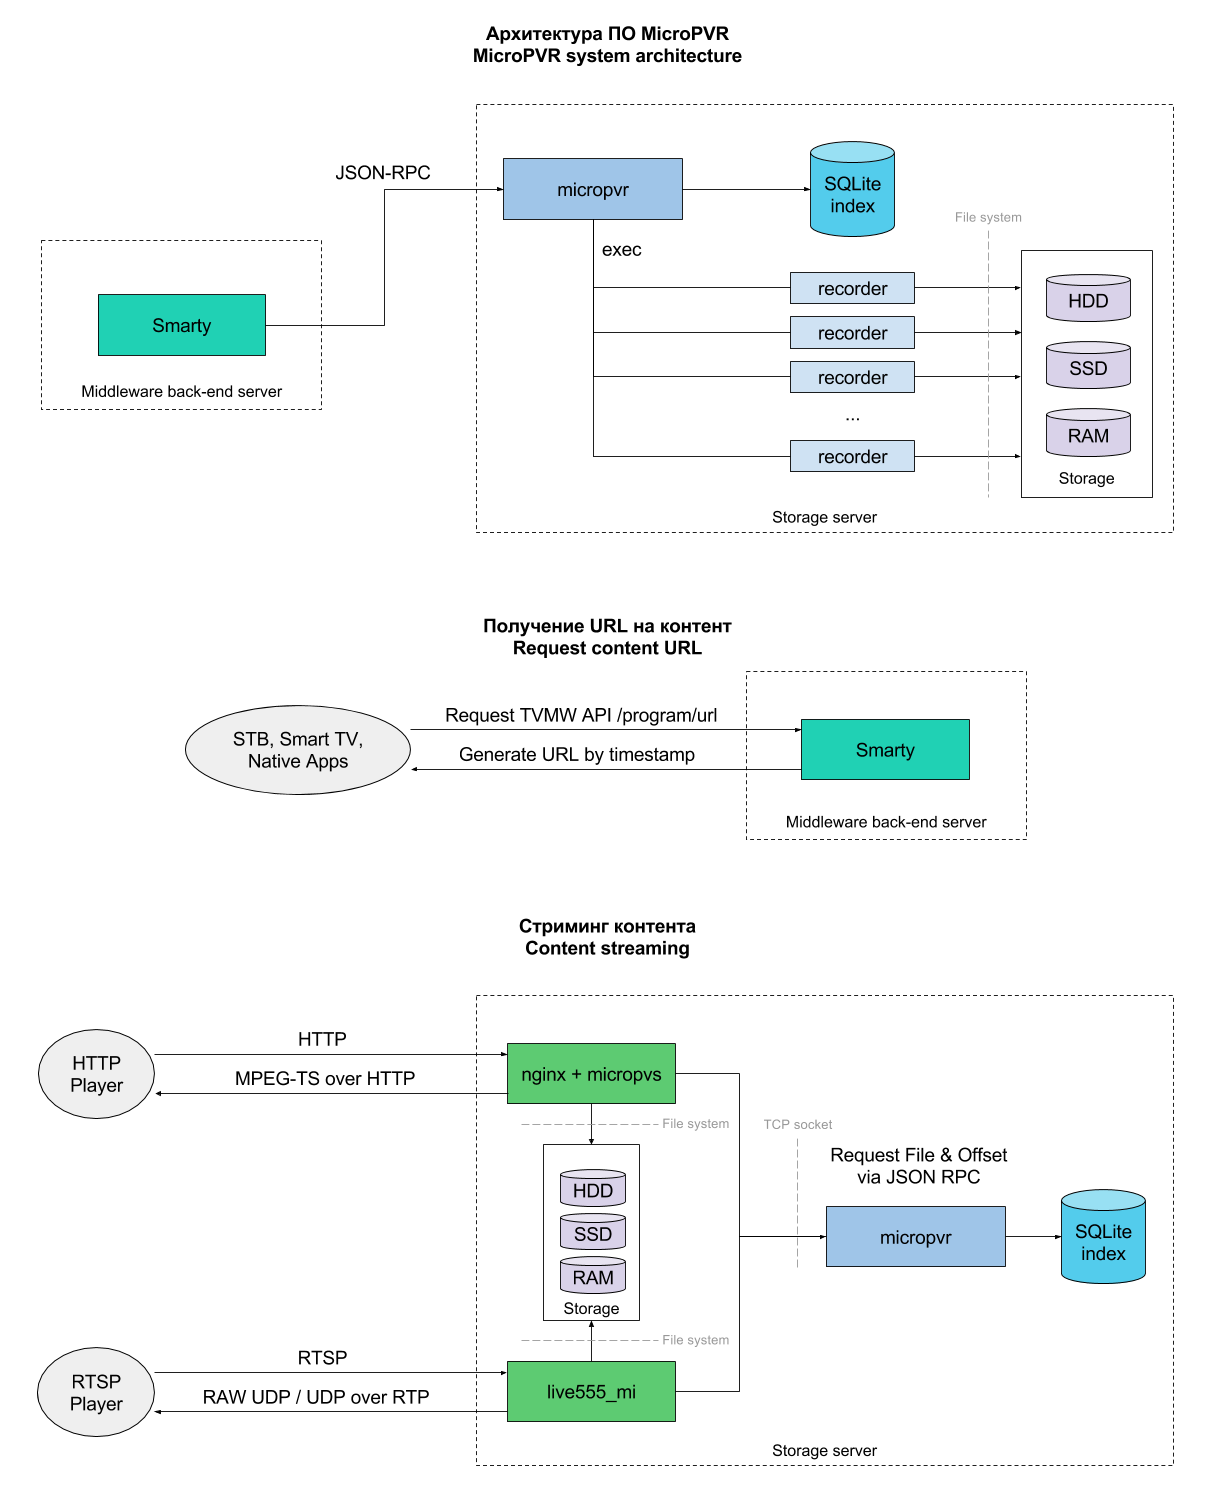 Архитектура ПО MicroPVR
MicroPVR system architecture
JSON-RPC
micropvr
SQLite
index
File system
exec
recorder
HDD
Smarty
recorder
SSD
recorder
Middleware back-end server
...
RAM
recorder
Storage
Storage server
Получение URL на контент
Request content URL
Request TVMW API /program/url
STB, Smart TV,
Native Apps
Generate URL by timestamp
Smarty
Middleware back-end server
Стриминг контента
Content streaming
HTTP
HTTP
Player
MPEG-TS over HTTP
nginx + micropvs
File system
TCP socket
Request File & Offset
via JSON RPC
HDD
SSD
RAM
Storage
micropvr
SQLite
index
File system
RTSP
RTSP
Player
RAW UDP / UDP over RTP
live555_mi
Storage server